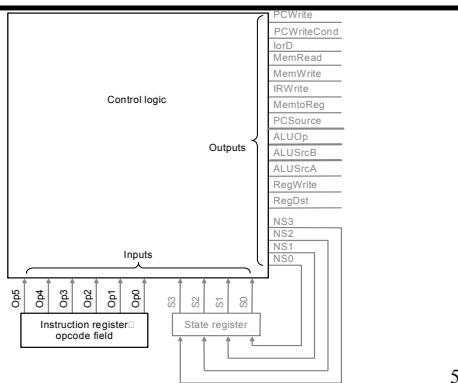 PCWrite
PCWriteCond
IorD
MemRead
MemWrite
IRWrite
MemtoReg
PCSource
ALUOp
ALUSrcB
ALUSrcA
RegWrite
RegDst
NS3
NS2
NS1
NS0
Control logic
Outputs
Inputs
Op5
Op4
Op3
Op2
Op1
Op0
S3
S2
S1
S0
Instruction register
opcode field
State register
5